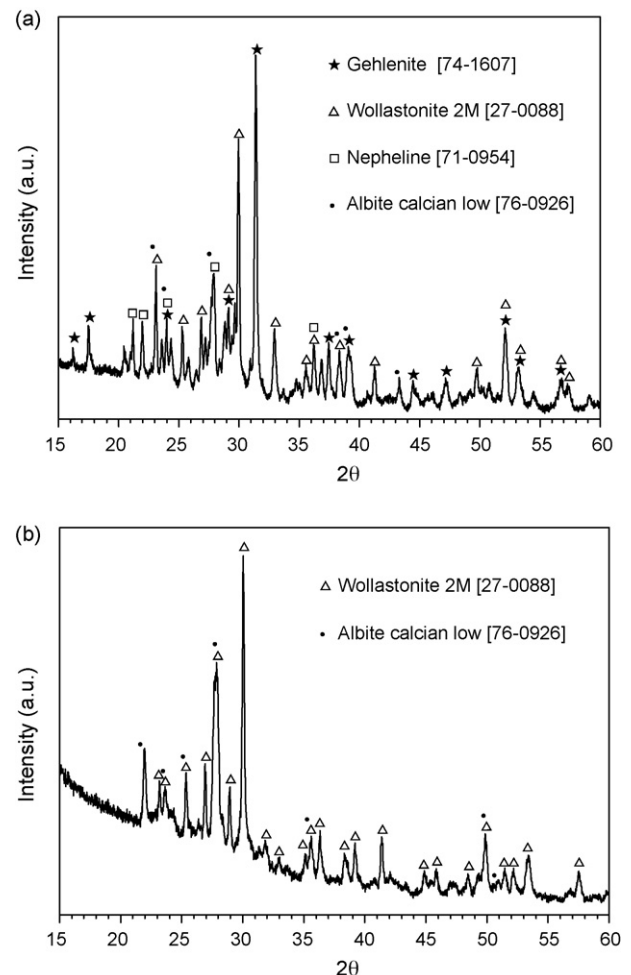 (a)
★ Gehlenite [74-1607]
△ Wollastonite 2M [27-0088]
□ Nepheline [71-0954]
• Albite calcian low [76-0926]
Intensity (a.u.)
15 20 25 30 35 40 45 50 55 60
2θ
(b)
△ Wollastonite 2M [27-0088]
• Albite calcian low [76-0926]
Intensity (a.u.)
15 20 25 30 35 40 45 50 55 60
2θ